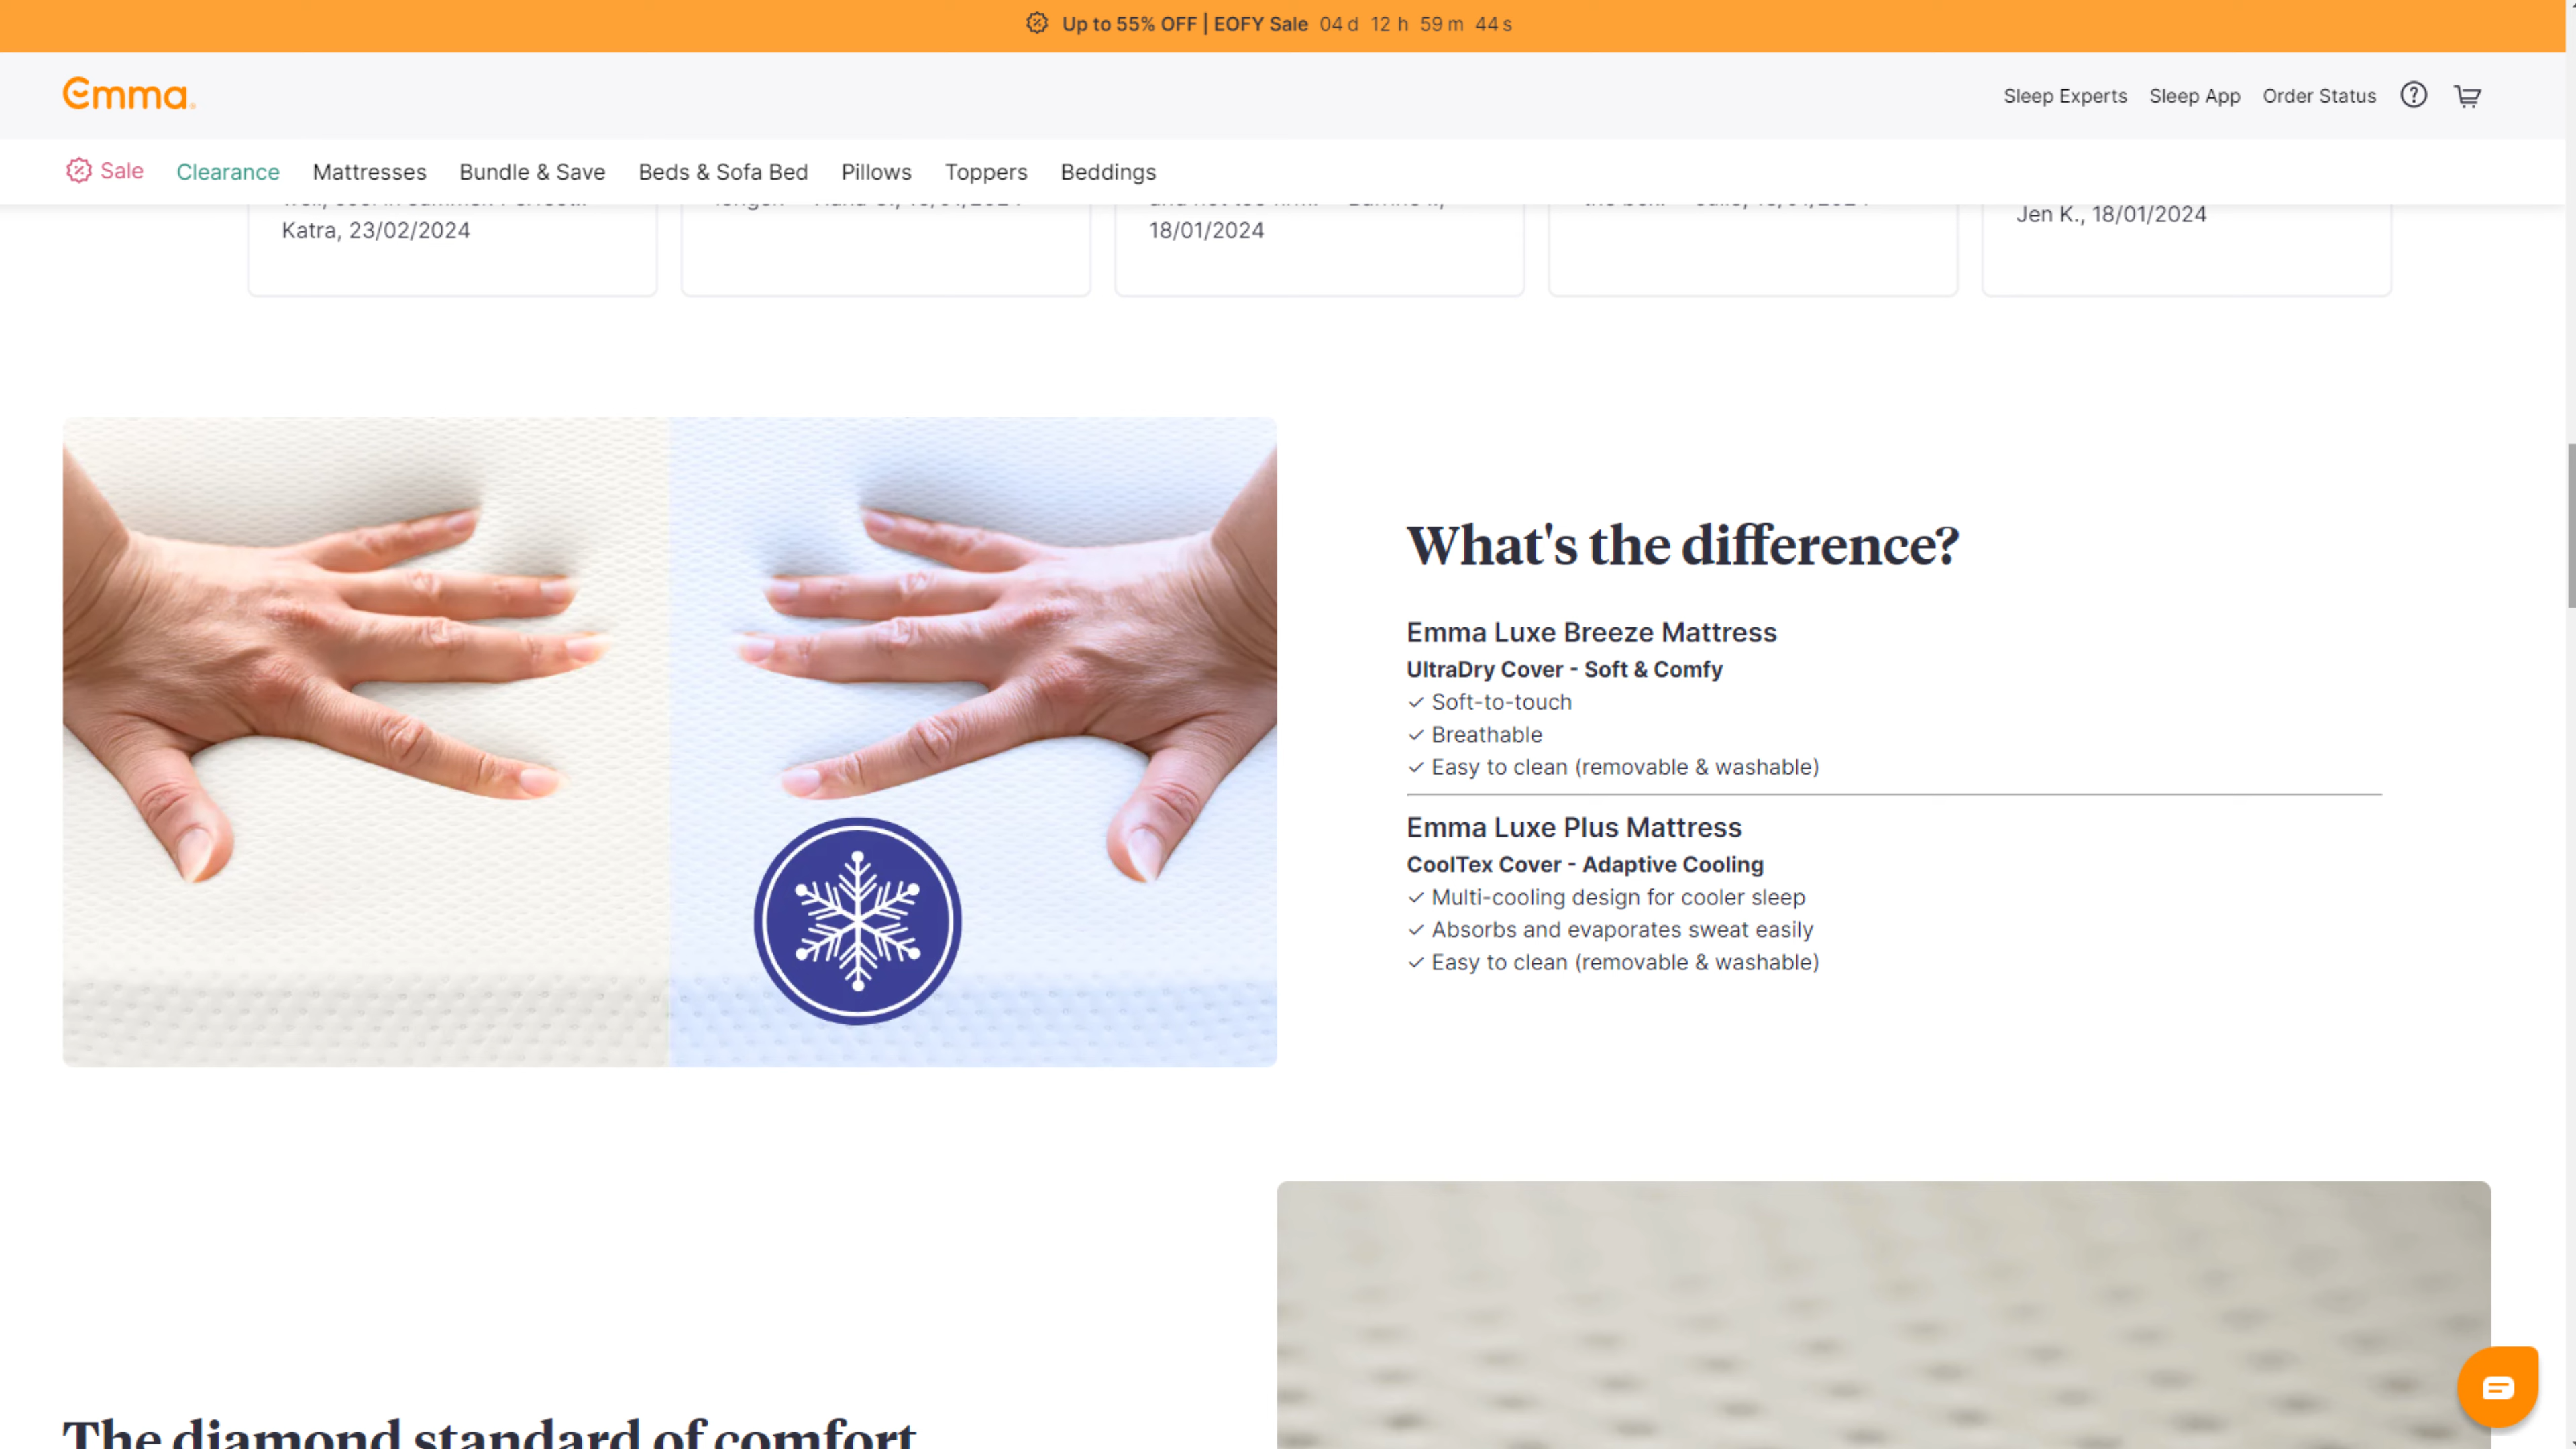 Up to 55% OFF | EOFY Sale 04 d 12 h 59 m 44 s
Emma.
Sleep Experts Sleep App Order Status
Sale Clearance Mattresses Bundle & Save Beds & Sofa Bed Pillows Toppers Beddings
Katra, 23/02/2024
18/01/2024
Jen K., 18/01/2024
What's the difference?
Emma Luxe Breeze Mattress
UltraDry Cover - Soft & Comfy
✓ Soft-to-touch
✓ Breathable
✓ Easy to clean (removable & washable)
Emma Luxe Plus Mattress
CoolTex Cover - Adaptive Cooling
✓ Multi-cooling design for cooler sleep
✓ Absorbs and evaporates sweat easily
✓ Easy to clean (removable & washable)
The diamond standard of comfort